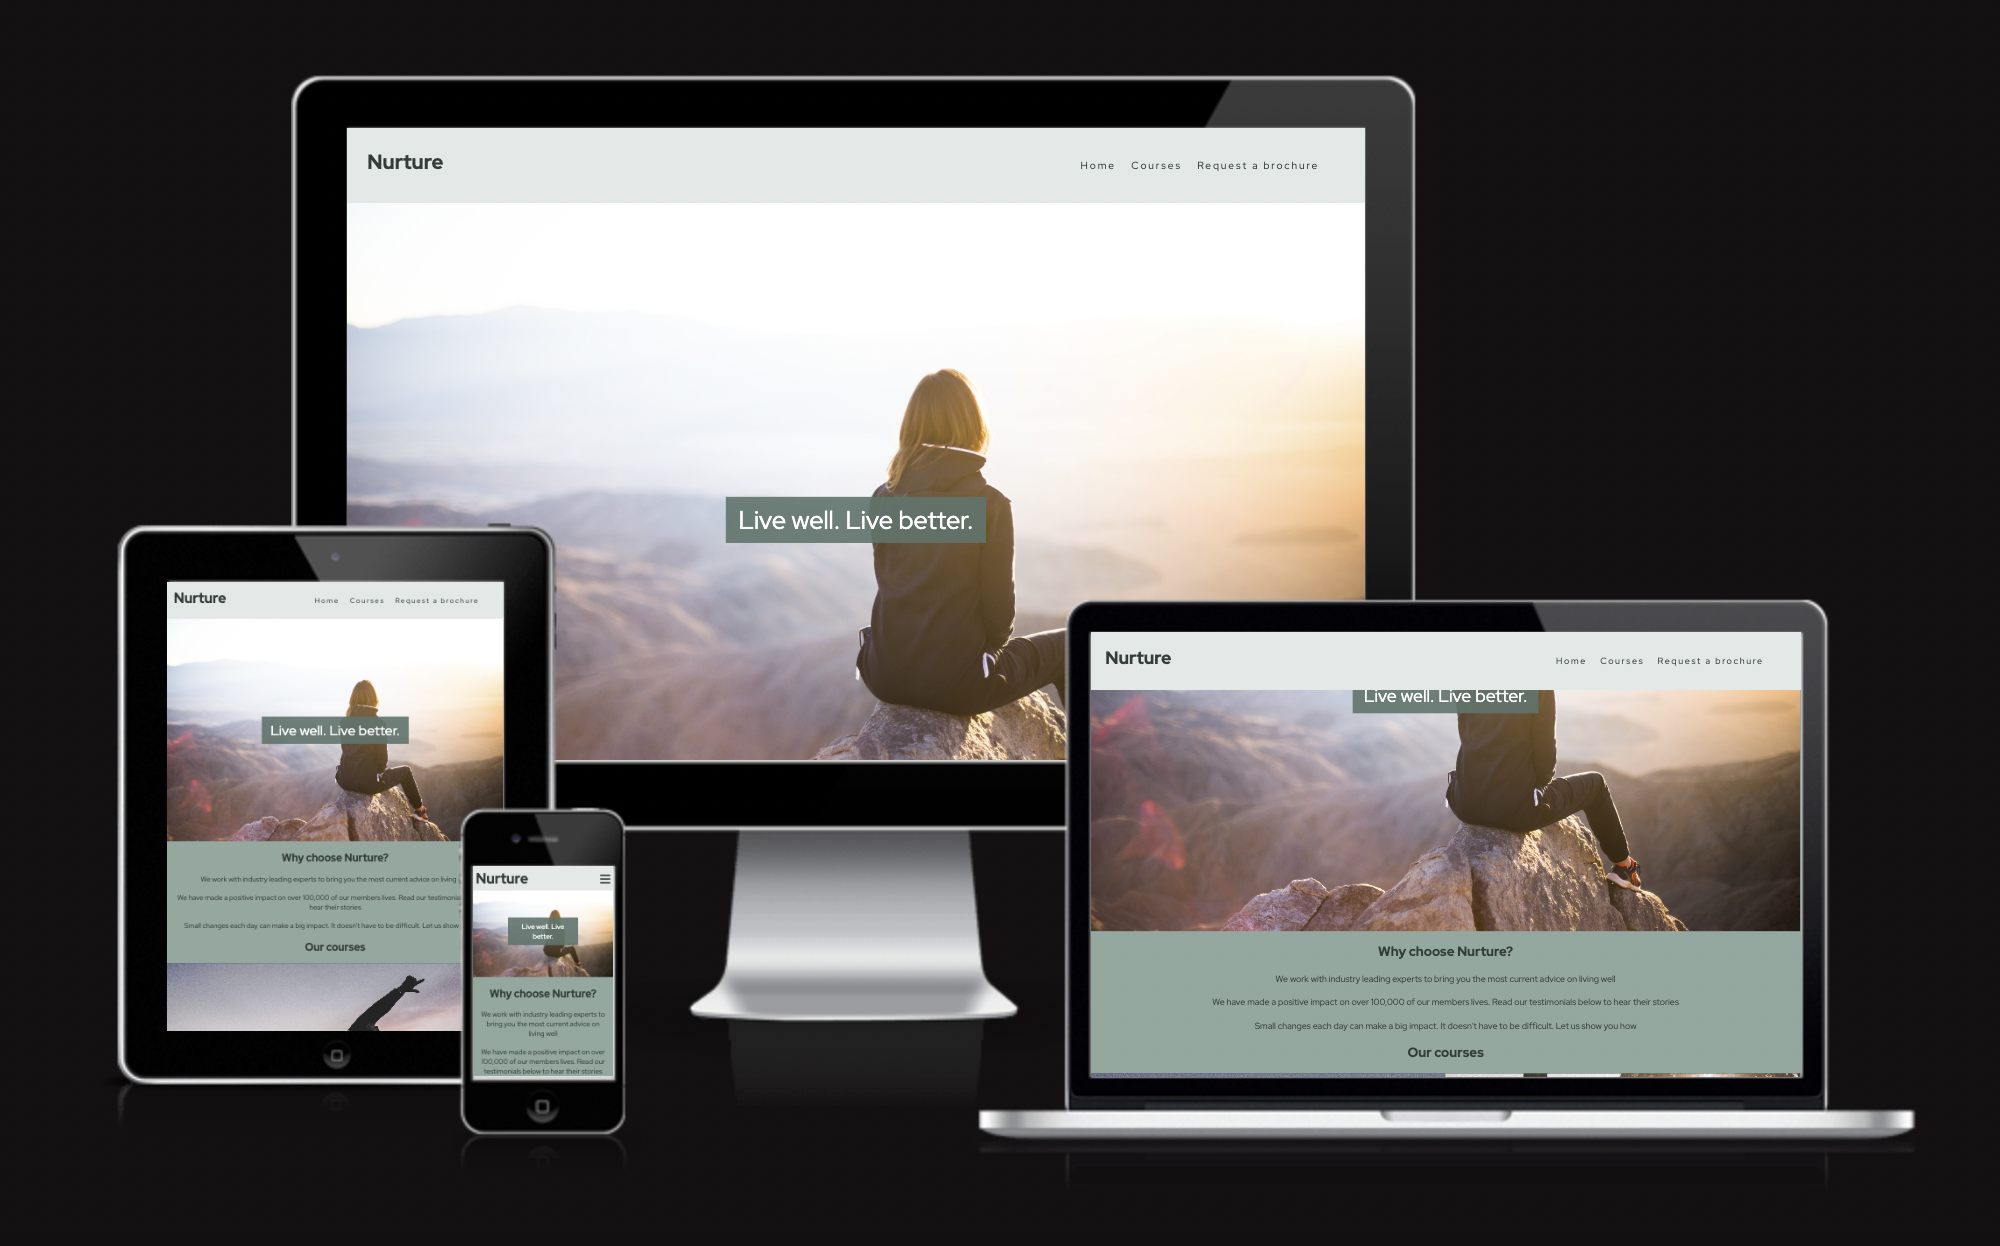 Nurture
Home Courses Request a brochure
Live well. Live better.
Nurture
Home Courses Request a brochure
Live well. Live better.
Why choose Nurture?
We work with industry leading experts to bring you the most current advice on living
We have made a positive impact on over 100,000 of our members lives. Read our
hear their stories
Small changes each day can make a big impact. It doesn't have to be difficult. Let us show
Our courses
Nurture
Live well. Live
better.
Why choose Nurture?
We work with industry leading experts to
bring you the most current advice on
living well
We have made a positive impact on over
100,000 of our members lives. Read our
testimonials below to hear their stories
Nurture
Home Courses Request a brochure
Live well. Live better.
Why choose Nurture?
We work with industry leading experts to bring you the most current advice on living well
We have made a positive impact on over 100,000 of our members lives. Read our testimonials below to hear their stories
Small changes each day can make a big impact. It doesn't have to be difficult. Let us show you how
Our courses